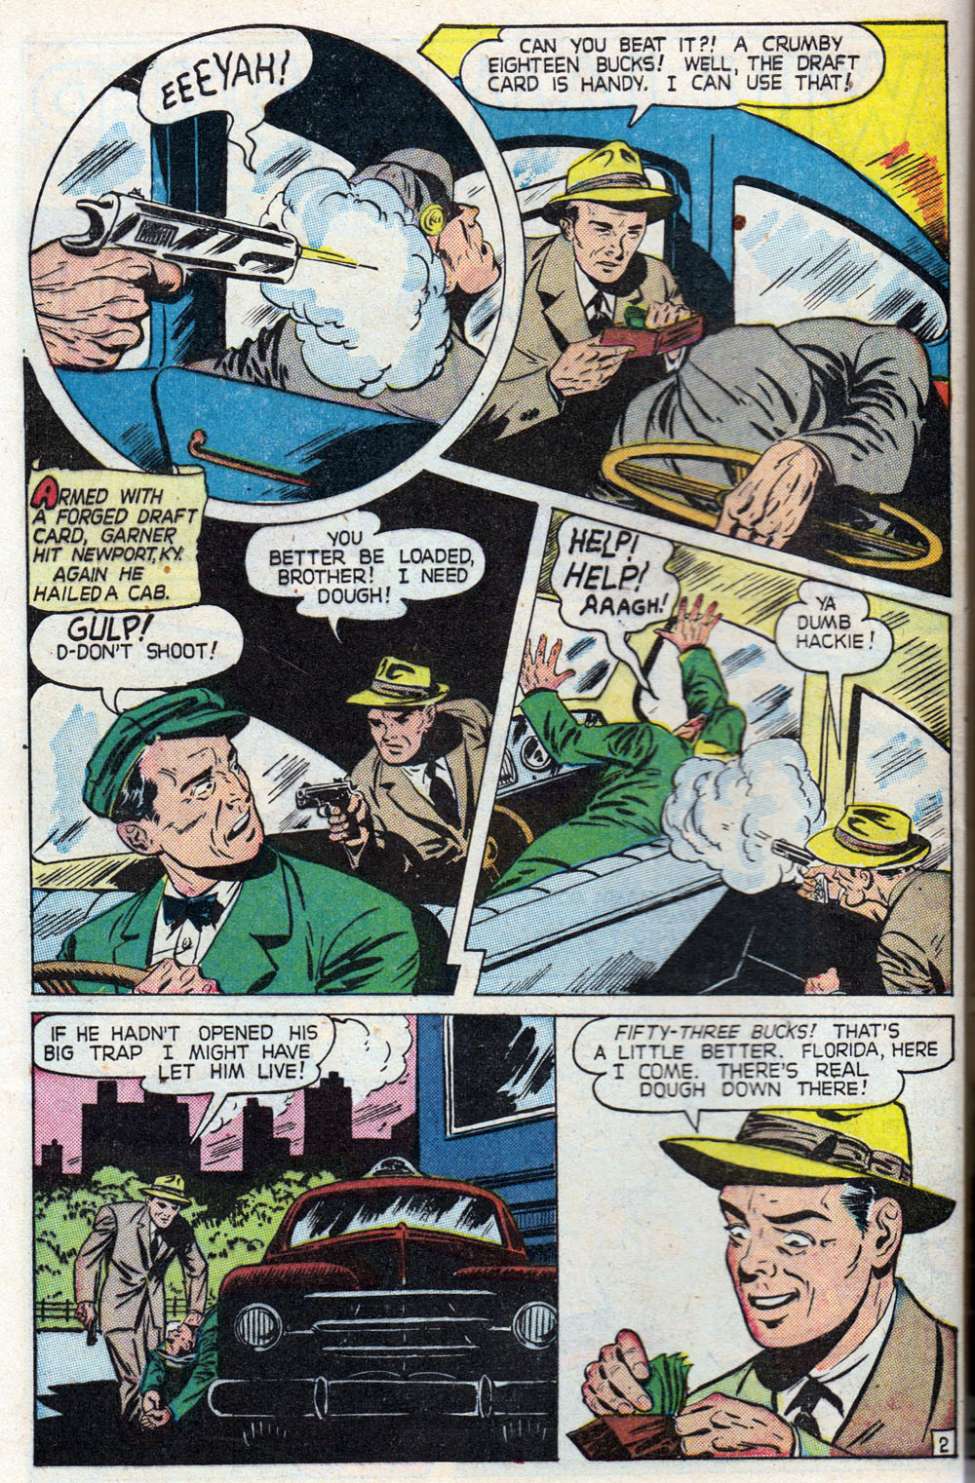 EEEYAH!
CAN YOU BEAT IT?! A CRUMBY
EIGHTEEN BUCKS! WELL, THE DRAFT
CARD IS HANDY. I CAN USE THAT!
ARMED WITH
A FORGED DRAFT
CARD, GARNER
HIT NEWPORT, KY.
AGAIN HE
HAILED A CAB.
YOU
BETTER BE LOADED,
BROTHER! I NEED
DOUGH!
GULP!
D-DON'T SHOOT!
HELP!
HELP!
AAAGH!
YA
DUMB
HACKIE!
IF HE HADN'T OPENED HIS
BIG TRAP I MIGHT HAVE
LET HIM LIVE!
FIFTY-THREE BUCKS! THAT'S
A LITTLE BETTER. FLORIDA, HERE
I COME. THERE'S REAL
DOUGH DOWN THERE!
2